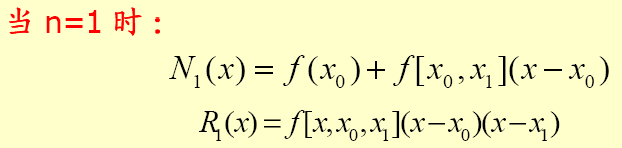 当 n=1 时：
N₁(x) = f(x₀) + f[x₀, x₁](x − x₀)
R₁(x) = f[x, x₀, x₁](x − x₀)(x − x₁)